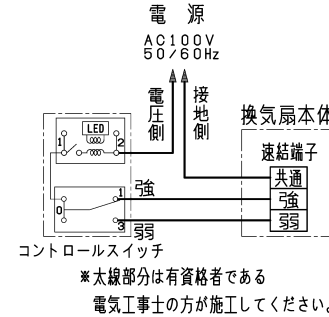 電 源
AC100V
50/60Hz
電圧側
接地側
換気扇本体
速結端子
共通
強
弱
LED
1
2
強
1
0
3
弱
コントロールスイッチ
※太線部分は有資格者である
電気工事士の方が施工してください。